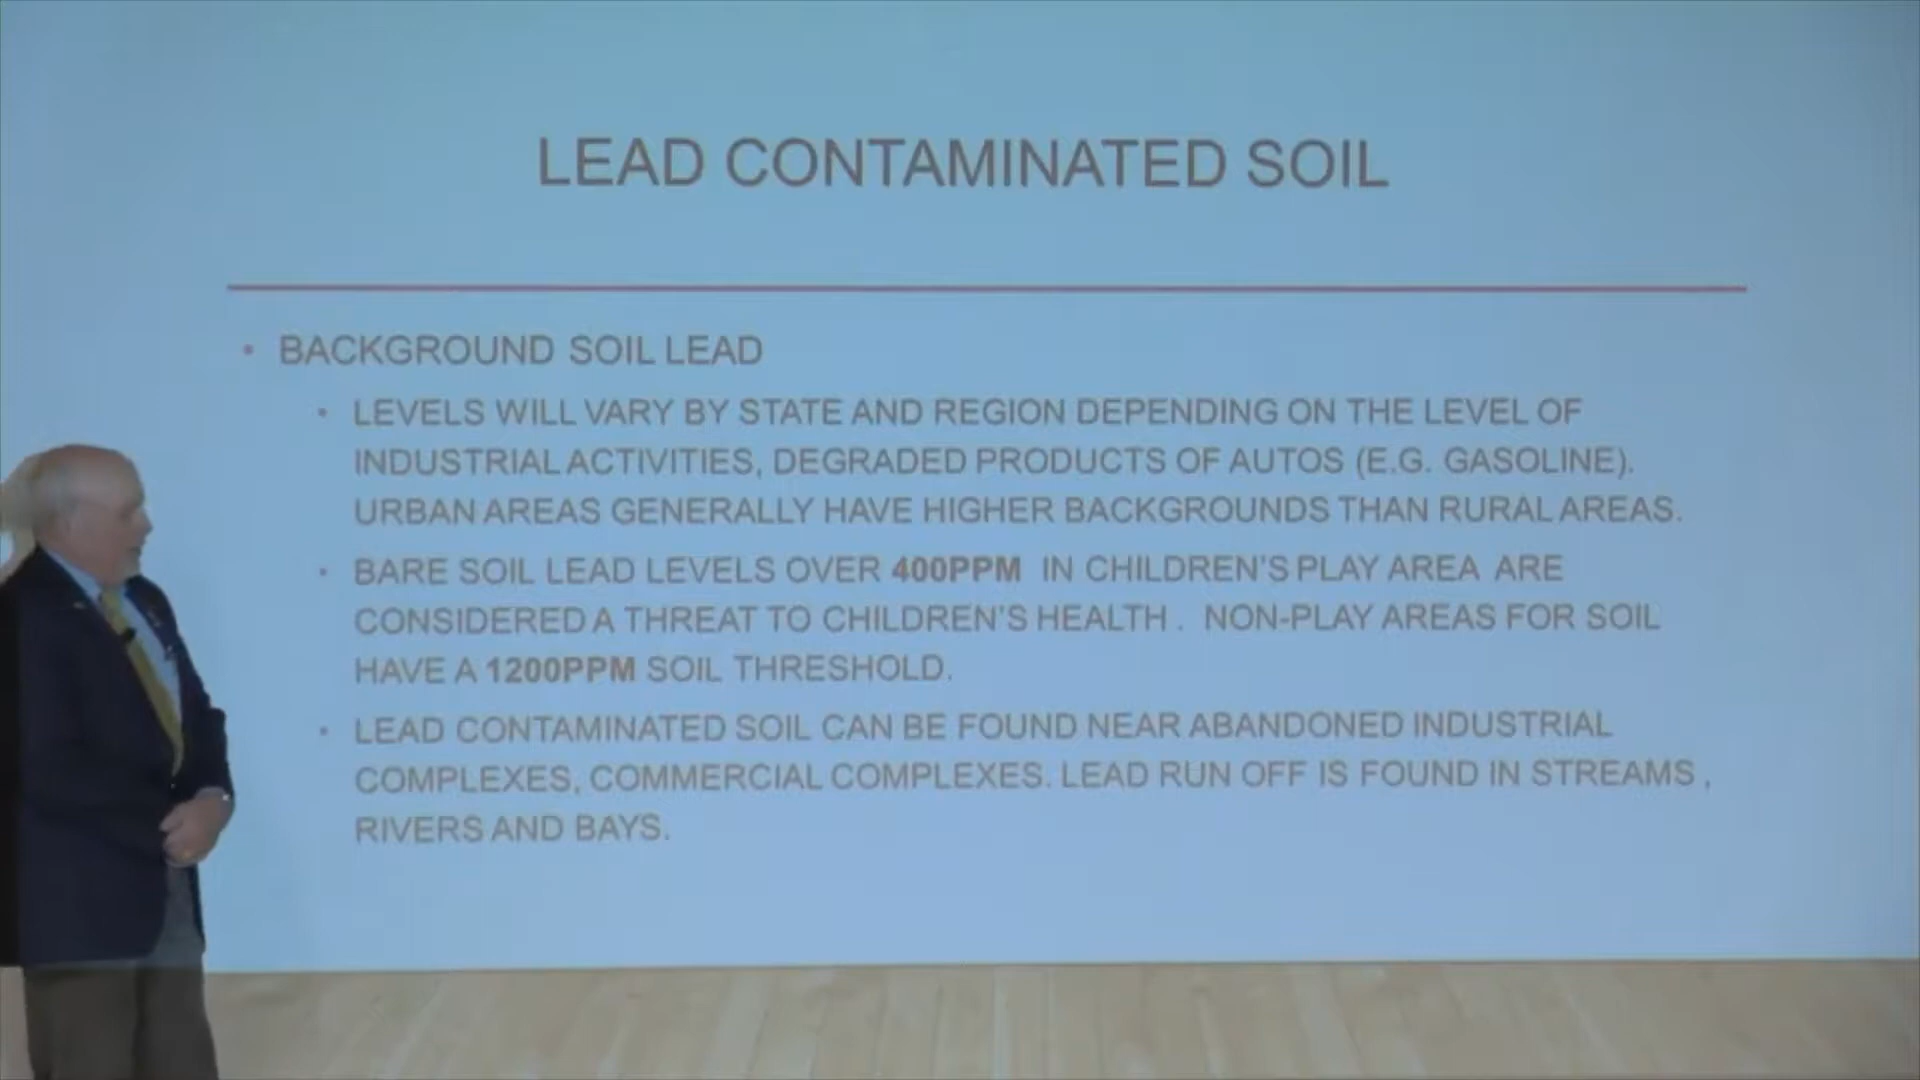 LEAD CONTAMINATED SOIL
• BACKGROUND SOIL LEAD
• LEVELS WILL VARY BY STATE AND REGION DEPENDING ON THE LEVEL OF
INDUSTRIAL ACTIVITIES, DEGRADED PRODUCTS OF AUTOS (E.G. GASOLINE).
URBAN AREAS GENERALLY HAVE HIGHER BACKGROUNDS THAN RURAL AREAS.
• BARE SOIL LEAD LEVELS OVER 400PPM IN CHILDREN'S PLAY AREA ARE
CONSIDERED A THREAT TO CHILDREN'S HEALTH . NON-PLAY AREAS FOR SOIL
HAVE A 1200PPM SOIL THRESHOLD.
• LEAD CONTAMINATED SOIL CAN BE FOUND NEAR ABANDONED INDUSTRIAL
COMPLEXES, COMMERCIAL COMPLEXES. LEAD RUN OFF IS FOUND IN STREAMS ,
RIVERS AND BAYS.